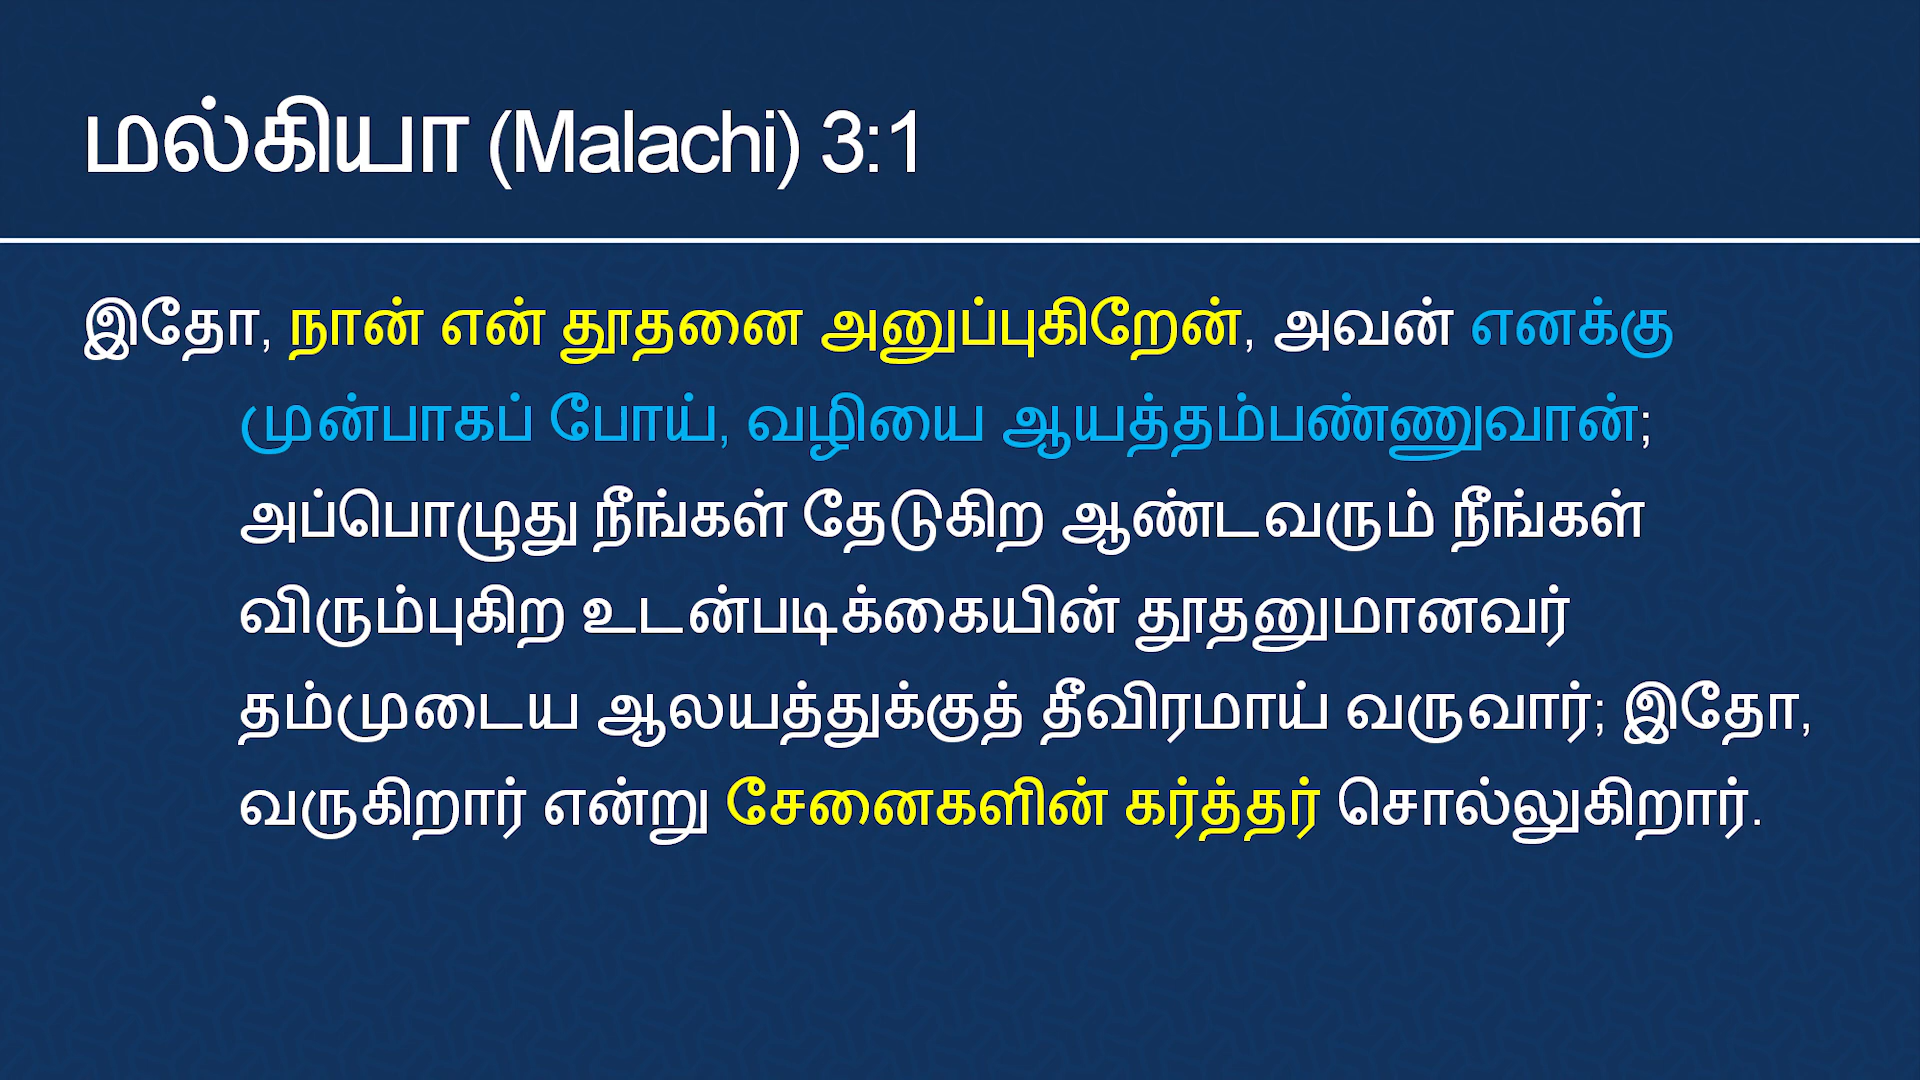 மல்கியா (Malachi) 3:1
இதோ, நான் என் தூதனை அனுப்புகிறேன், அவன் எனக்கு
முன்பாகப் போய், வழியை ஆயத்தம்பண்ணுவான்;
அப்பொழுது நீங்கள் தேடுகிற ஆண்டவரும் நீங்கள்
விரும்புகிற உடன்படிக்கையின் தூதனுமானவர்
தம்முடைய ஆலயத்துக்குத் தீவிரமாய் வருவார்; இதோ,
வருகிறார் என்று சேனைகளின் கர்த்தர் சொல்லுகிறார்.